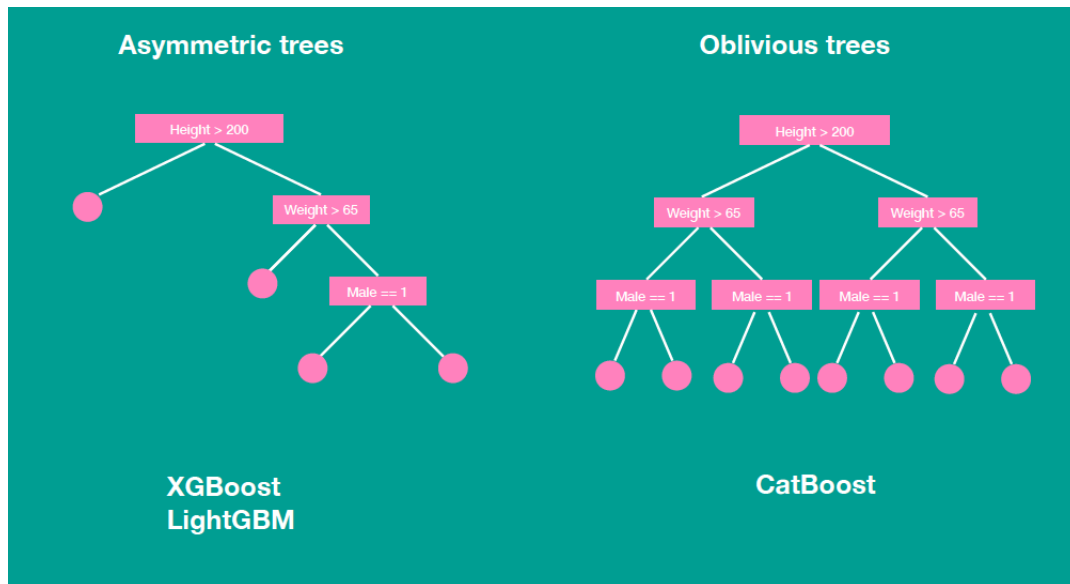 Asymmetric trees
Height > 200
Weight > 65
Male == 1
XGBoost
LightGBM
Oblivious trees
Height > 200
Weight > 65
Weight > 65
Male == 1
Male == 1
Male == 1
Male == 1
CatBoost